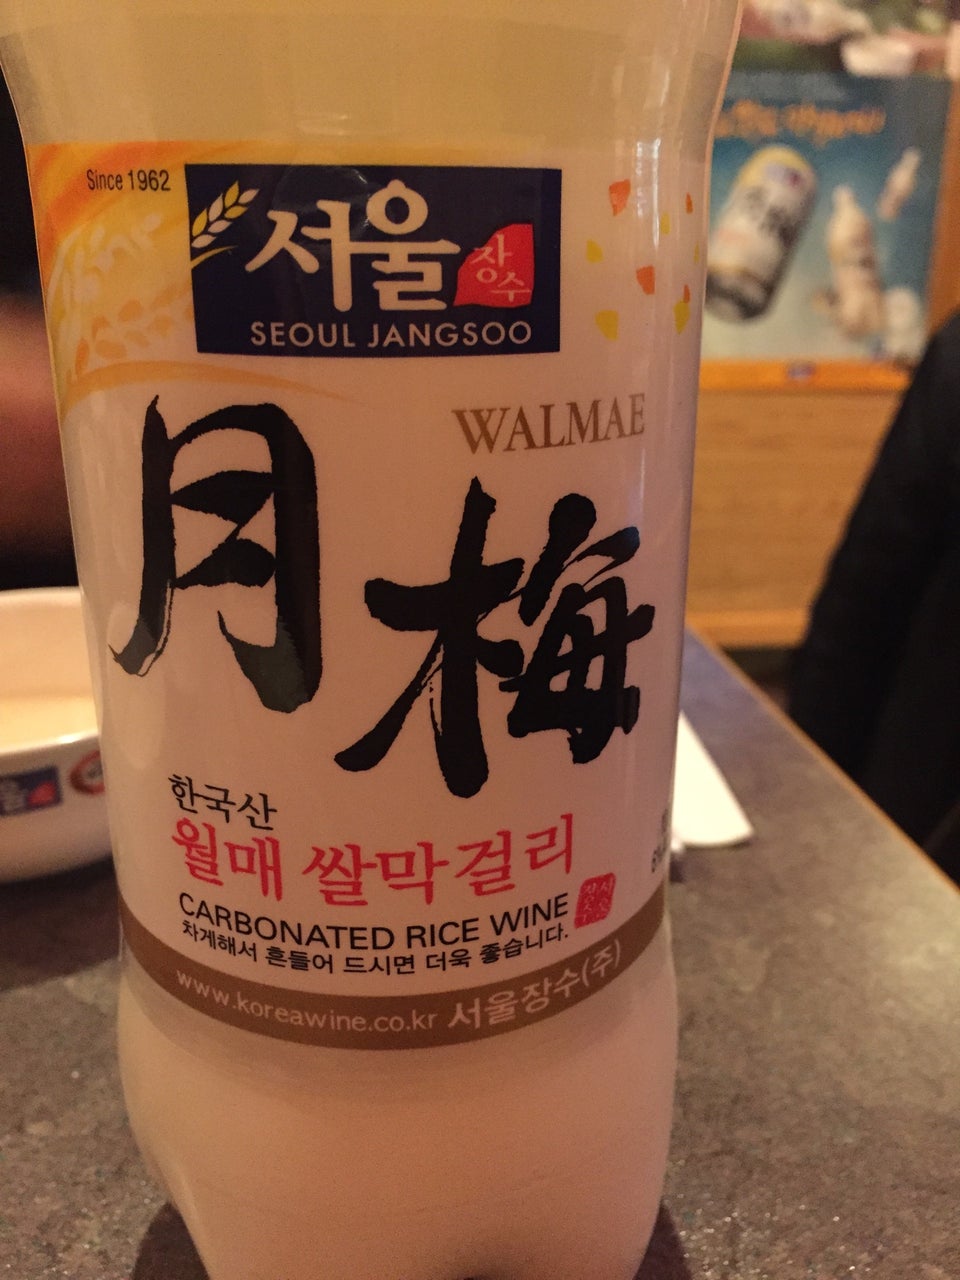 Since 1962
서울
장수
SEOUL JANGSOO
WALMAE
月梅
한국산
월매 쌀막걸리
CARBONATED RICE WINE
차게해서 흔들어 드시면 더욱 좋습니다.
www.koreawine.co.kr 서울장수(주)